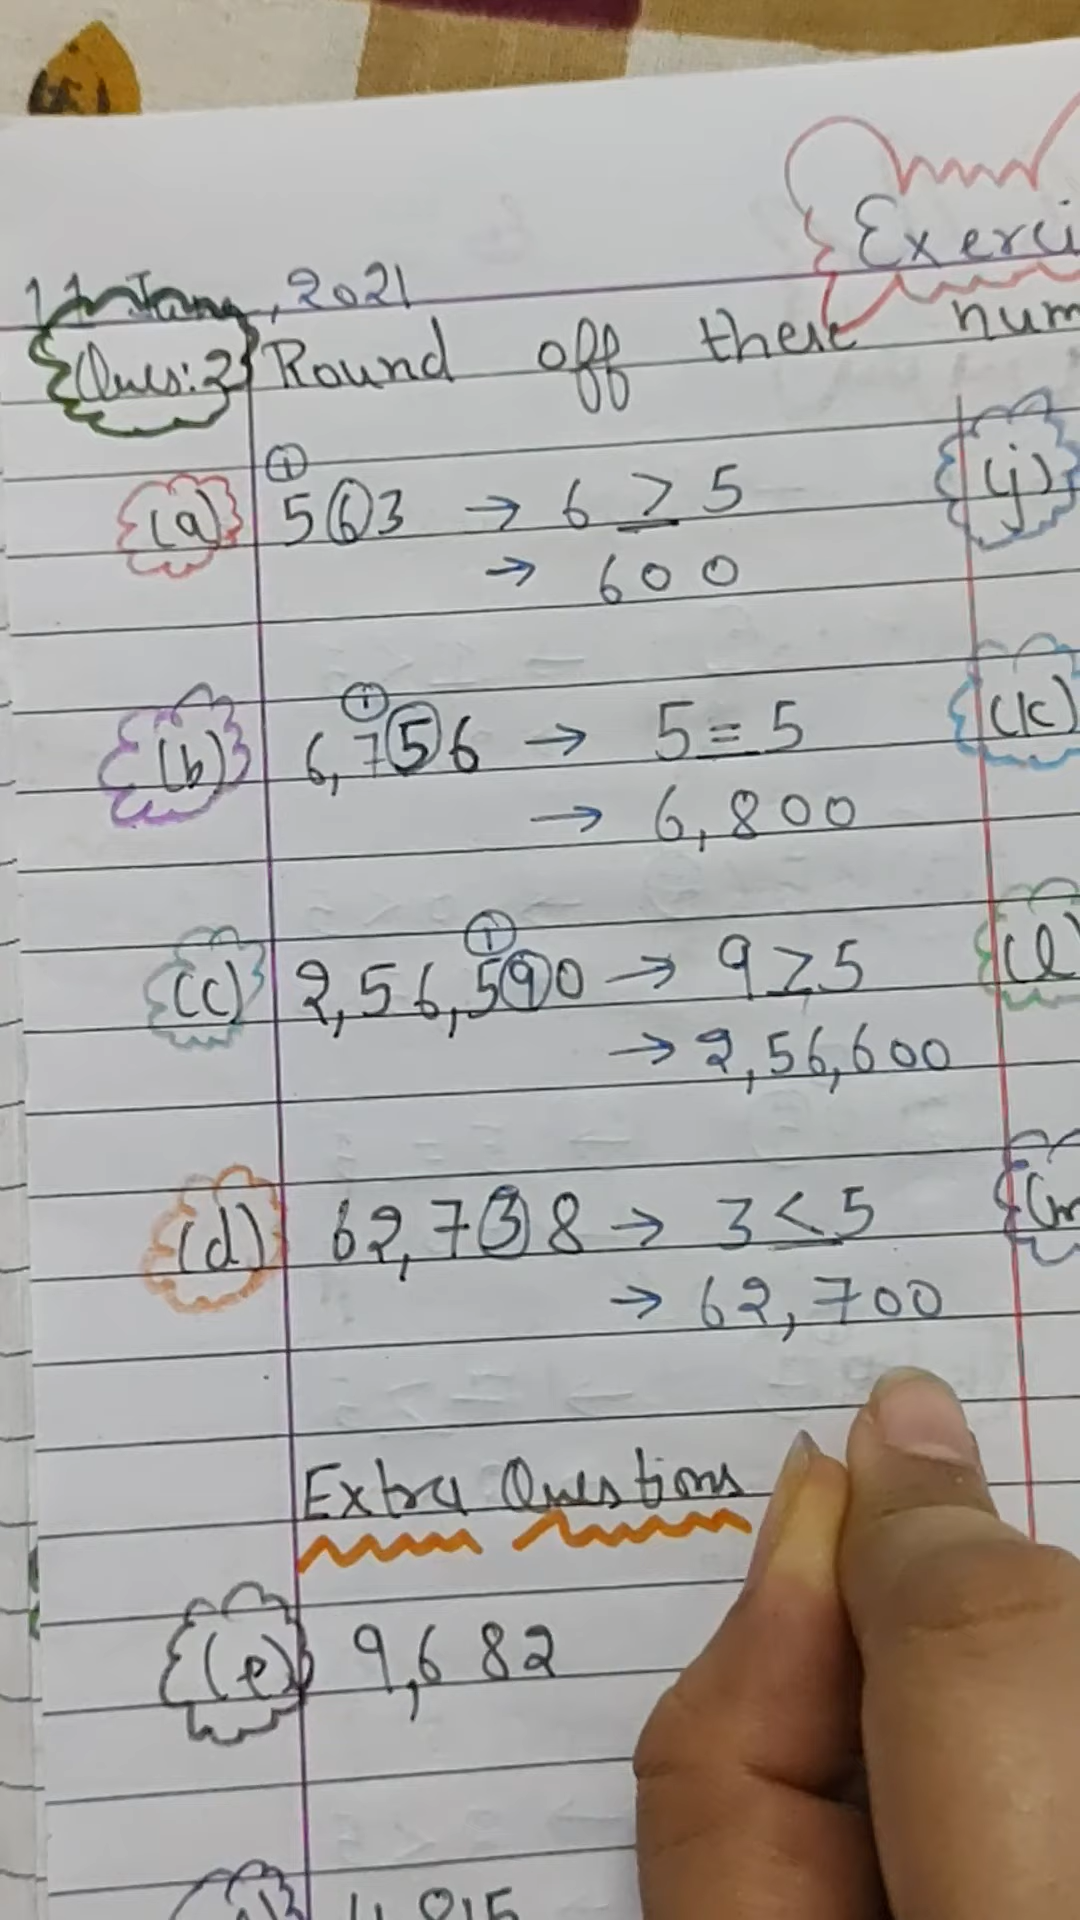 Exerci
11 Jan, 2021
Ques:2 Round off these num
(a) 563 → 6 > 5
→ 600
(j)
(b) 6,756 → 5 = 5
→ 6,800
(k)
(c) 2,56,590 → 9 > 5
→ 2,56,600
(l)
(d) 62,738 → 3 < 5
→ 62,700
(m
Extra Questions
(e) 9,682